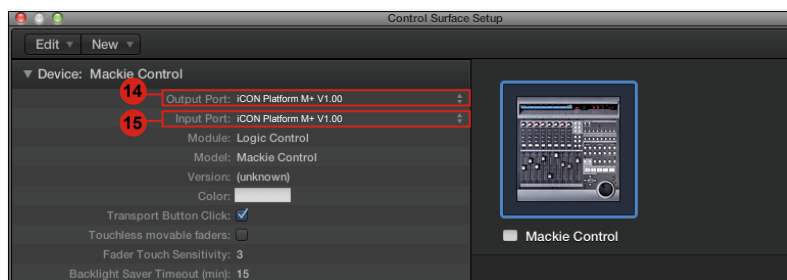 Control Surface Setup
Edit New
Device: Mackie Control
14
Output Port: iCON Platform M+ V1.00
15
Input Port: iCON Platform M+ V1.00
Module: Logic Control
Model: Mackie Control
Version: (unknown)
Color:
Transport Button Click:
Touchless movable faders:
Fader Touch Sensitivity: 3
Backlight Saver Timeout (min): 15
Mackie Control